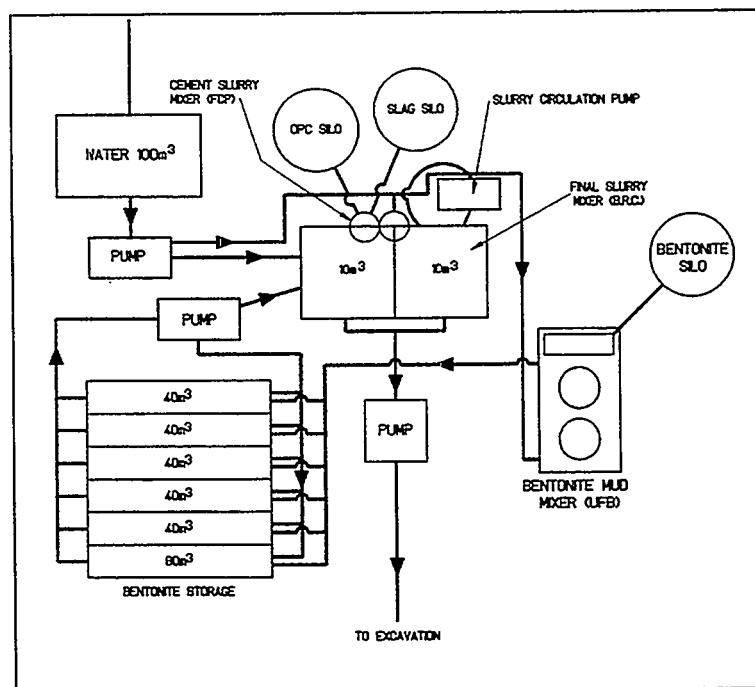 CEMENT SLURRY
MIXER (FCP)
OPC SILO
SLAG SILO
SLURRY CIRCULATION PUMP
WATER 100m³
FINAL SLURRY
MIXER (B.R.C.)
PUMP
10m³
10m³
BENTONITE
SILO
PUMP
40m³
40m³
40m³
40m³
40m³
80m³
PUMP
BENTONITE MUD
MIXER (UFB)
BENTONITE STORAGE
TO EXCAVATION